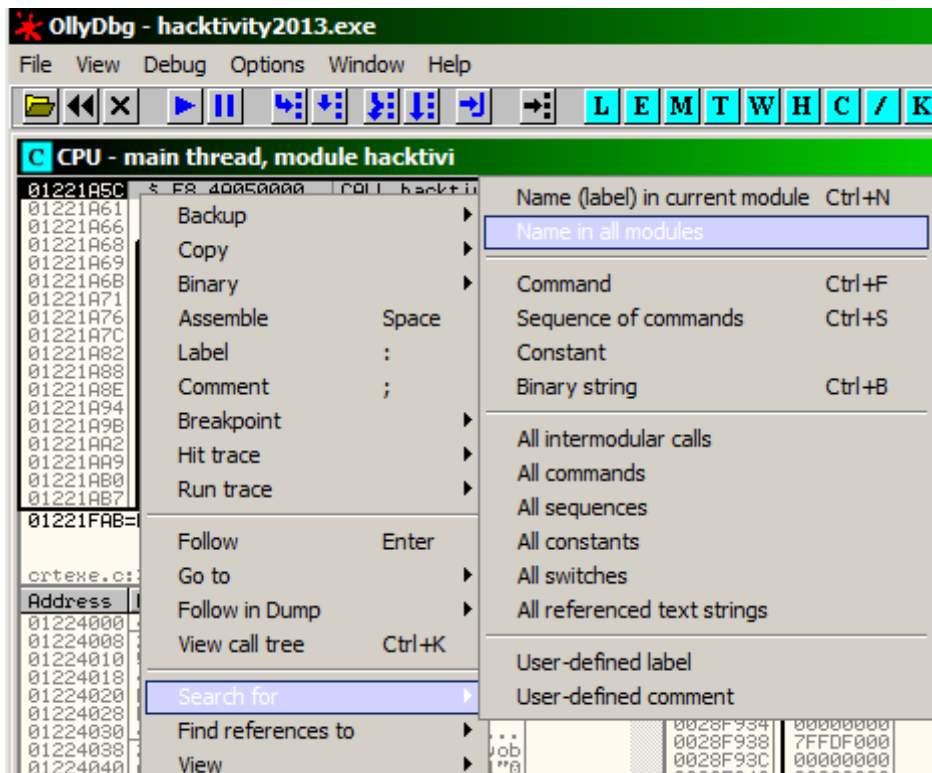 OllyDbg - hacktivity2013.exe
File View Debug Options Window Help
L E M T W H C / K
C CPU - main thread, module hacktivi
01221A5C $ E8 4A050000 CALL
01221A61
01221A66
01221A68
01221A69
01221A6B
01221A71
01221A76
01221A7C
01221A82
01221A88
01221A8E
01221A94
01221A9B
01221AA2
01221AA9
01221AB0
01221AB7
01221FAB=
crtexe.c:
Address
01224000
01224008
01224010
01224018
01224020
01224028
01224030
01224038
01224040
Backup
Copy
Binary
Assemble Space
Label :
Comment ;
Breakpoint
Hit trace
Run trace
Follow Enter
Go to
Follow in Dump
View call tree Ctrl+K
Search for
Find references to
View
Name (label) in current module Ctrl+N
Name in all modules
Command Ctrl+F
Sequence of commands Ctrl+S
Constant
Binary string Ctrl+B
All intermodular calls
All commands
All sequences
All constants
All switches
All referenced text strings
User-defined label
User-defined comment
0028F934 00000000
0028F938 7FFDF000
0028F93C 00000000